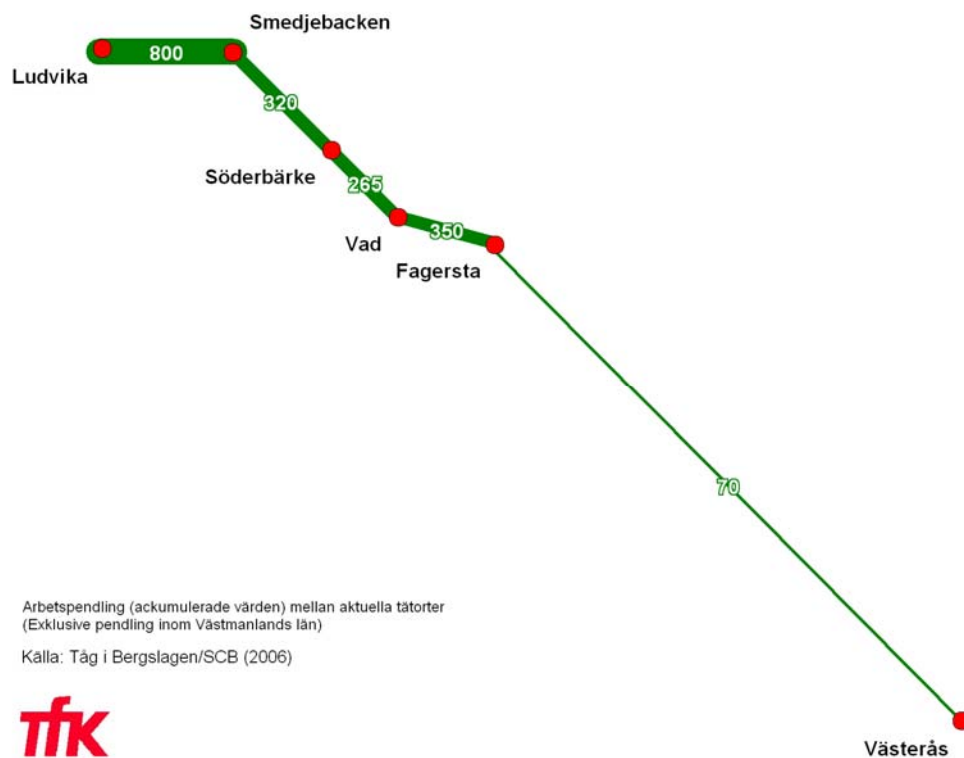 Smedjebacken
800
Ludvika
320
Söderbärke
265
Vad
350
Fagersta
70
Arbetspendling (ackumulerade värden) mellan aktuella tätorter
(Exklusive pendling inom Västmanlands län)
Källa: Tåg i Bergslagen/SCB (2006)
TfK
Västerås